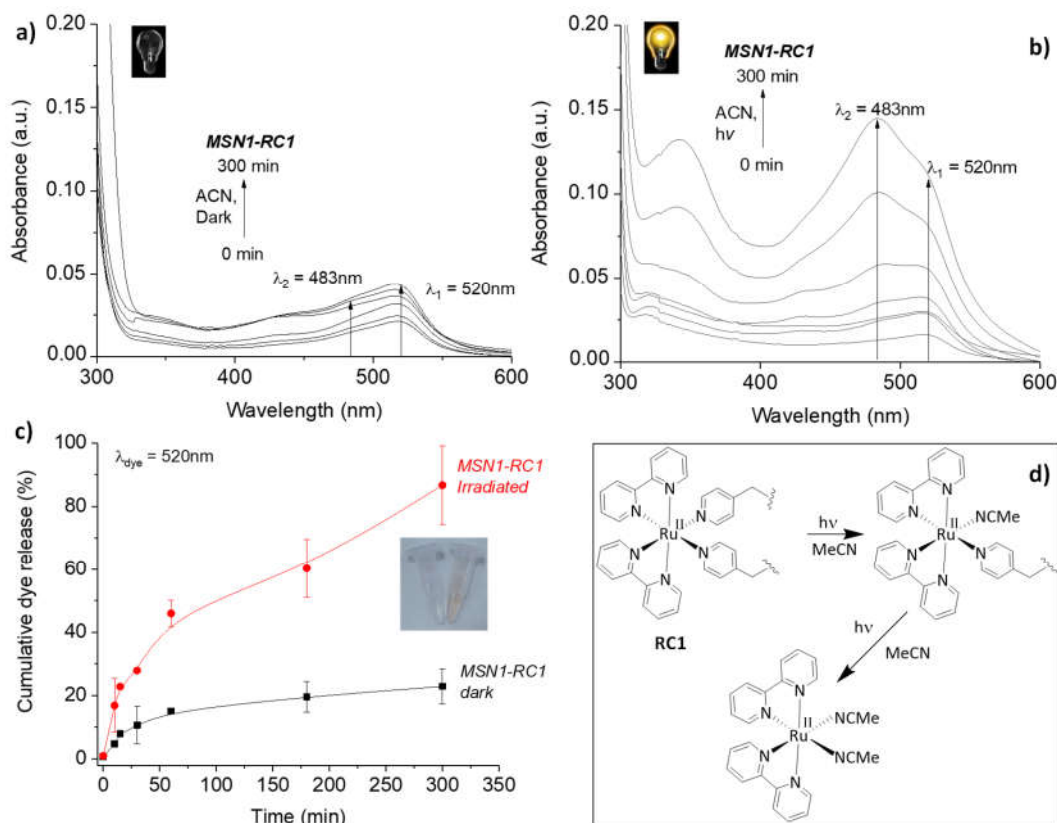 a)
0.20
0.15
0.10
0.05
0.00
Absorbance (a.u.)
MSN1-RC1
300 min
ACN,
Dark
0 min
λ2 = 483nm
λ1 = 520nm
300 400 500 600
Wavelength (nm)
b)
0.20
0.15
0.10
0.05
0.00
Absorbance (a.u.)
MSN1-RC1
300 min
ACN,
hν
0 min
λ2 = 483nm
λ1 = 520nm
300 400 500 600
Wavelength (nm)
c)
100
80
60
40
20
0
Cumulative dye release (%)
λdye = 520nm
MSN1-RC1
Irradiated
MSN1-RC1
dark
0 50 100 150 200 250 300 350
Time (min)
d)
N
N
II
Ru
N
N
N
N
RC1
hν
MeCN
N
N
II
Ru
NCMe
N
N
N
hν
MeCN
N
N
II
Ru
NCMe
NCMe
N
N